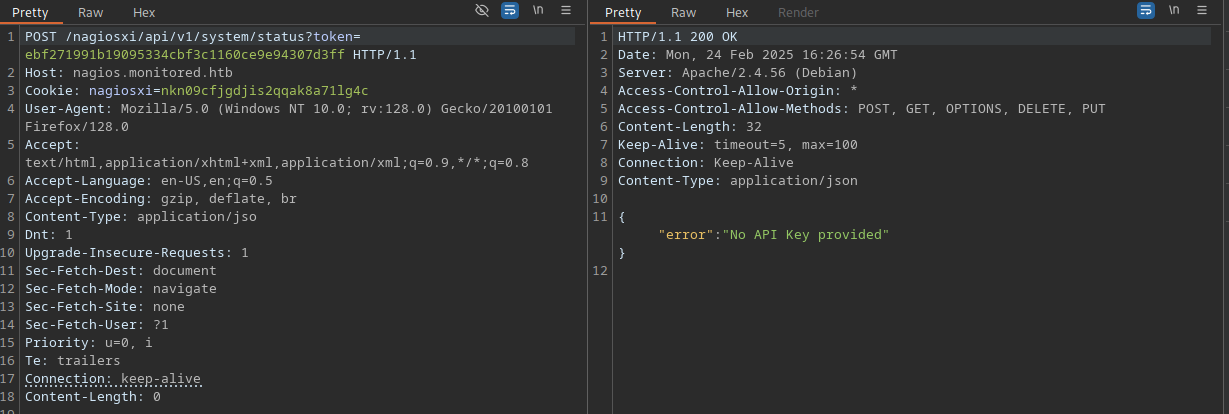 Pretty Raw Hex \n
1 POST /nagiosxi/api/v1/system/status?token=
ebf271991b19095334cbf3c1160ce9e94307d3ff HTTP/1.1
2 Host: nagios.monitored.htb
3 Cookie: nagiosxi=nkn09cfjgdjis2qqak8a71lg4c
4 User-Agent: Mozilla/5.0 (Windows NT 10.0; rv:128.0) Gecko/20100101
Firefox/128.0
5 Accept:
text/html,application/xhtml+xml,application/xml;q=0.9,*/*;q=0.8
6 Accept-Language: en-US,en;q=0.5
7 Accept-Encoding: gzip, deflate, br
8 Content-Type: application/jso
9 Dnt: 1
10 Upgrade-Insecure-Requests: 1
11 Sec-Fetch-Dest: document
12 Sec-Fetch-Mode: navigate
13 Sec-Fetch-Site: none
14 Sec-Fetch-User: ?1
15 Priority: u=0, i
16 Te: trailers
17 Connection: keep-alive
18 Content-Length: 0
Pretty Raw Hex Render \n
1 HTTP/1.1 200 OK
2 Date: Mon, 24 Feb 2025 16:26:54 GMT
3 Server: Apache/2.4.56 (Debian)
4 Access-Control-Allow-Origin: *
5 Access-Control-Allow-Methods: POST, GET, OPTIONS, DELETE, PUT
6 Content-Length: 32
7 Keep-Alive: timeout=5, max=100
8 Connection: Keep-Alive
9 Content-Type: application/json
10
11 {
"error":"No API Key provided"
}
12